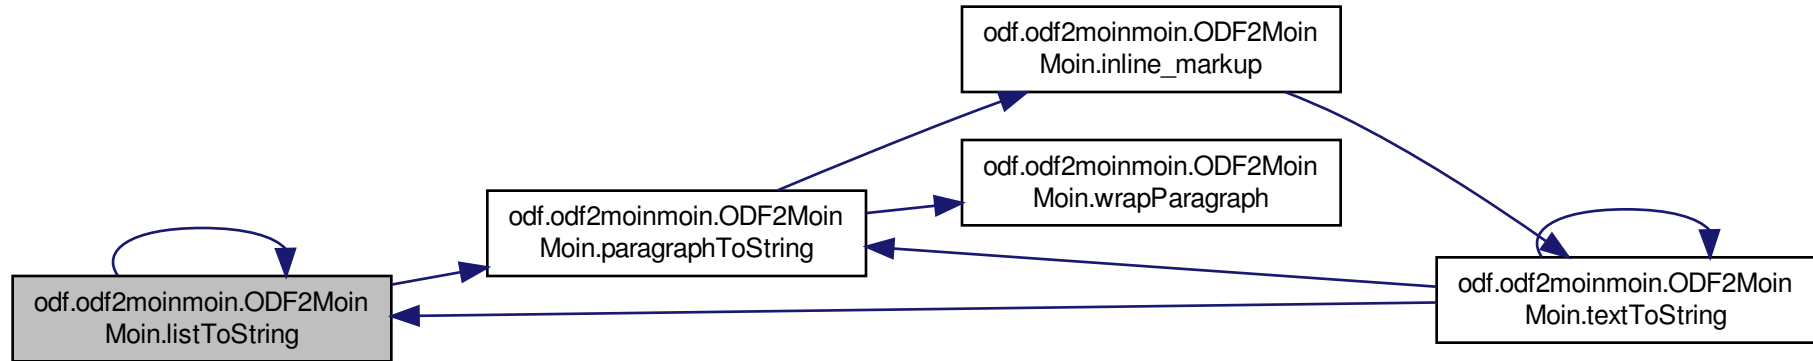 odf.odf2moinmoin.ODF2Moin
Moin.inline_markup
odf.odf2moinmoin.ODF2Moin
Moin.wrapParagraph
odf.odf2moinmoin.ODF2Moin
Moin.paragraphToString
odf.odf2moinmoin.ODF2Moin
Moin.listToString
odf.odf2moinmoin.ODF2Moin
Moin.textToString